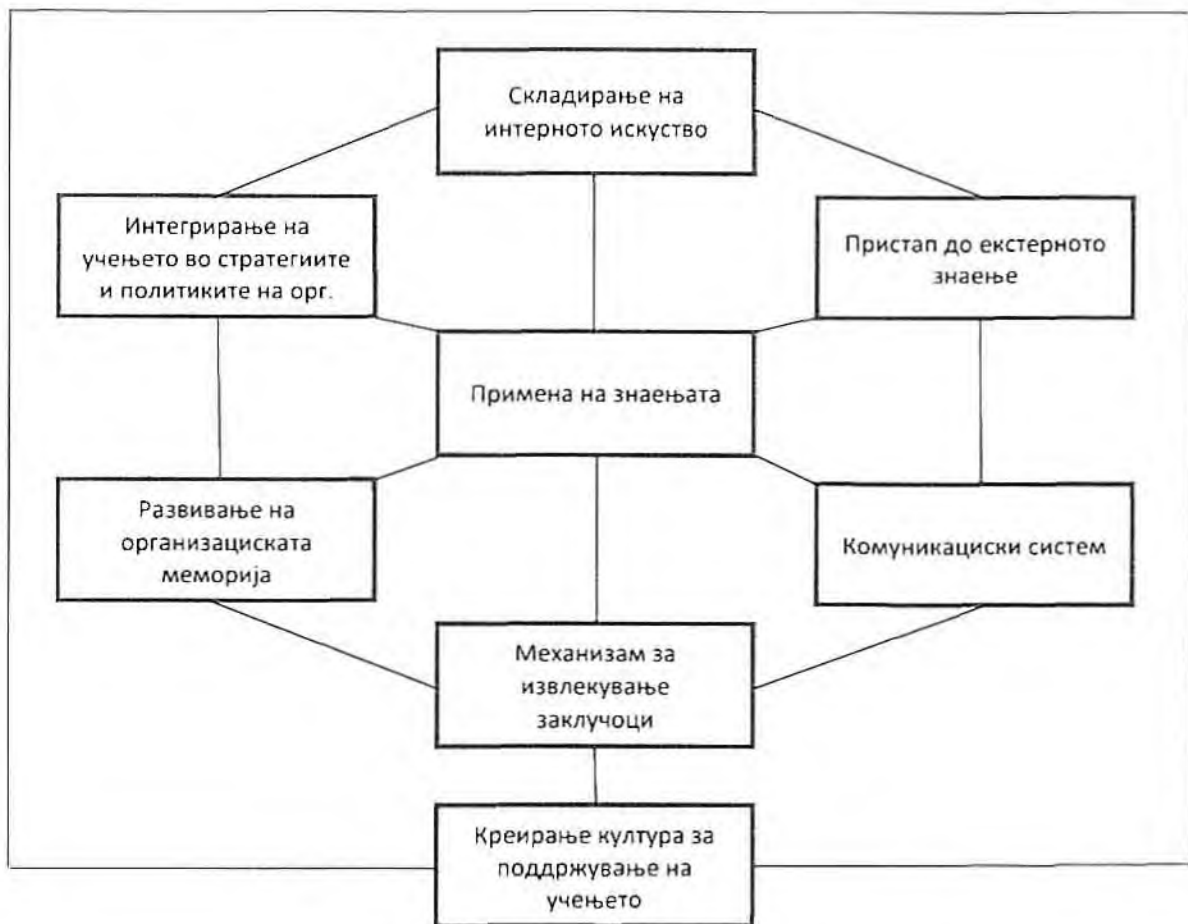 Складирање на
интерното искуство
Интегрирање на
учењето во стратегиите
и политиките на орг.
Пристап до екстерното
знаење
Примена на знаењата
Развивање на
организациската
меморија
Комуникациски систем
Механизам за
извлекување
заклучоци
Креирање култура за
поддржување на
учењето